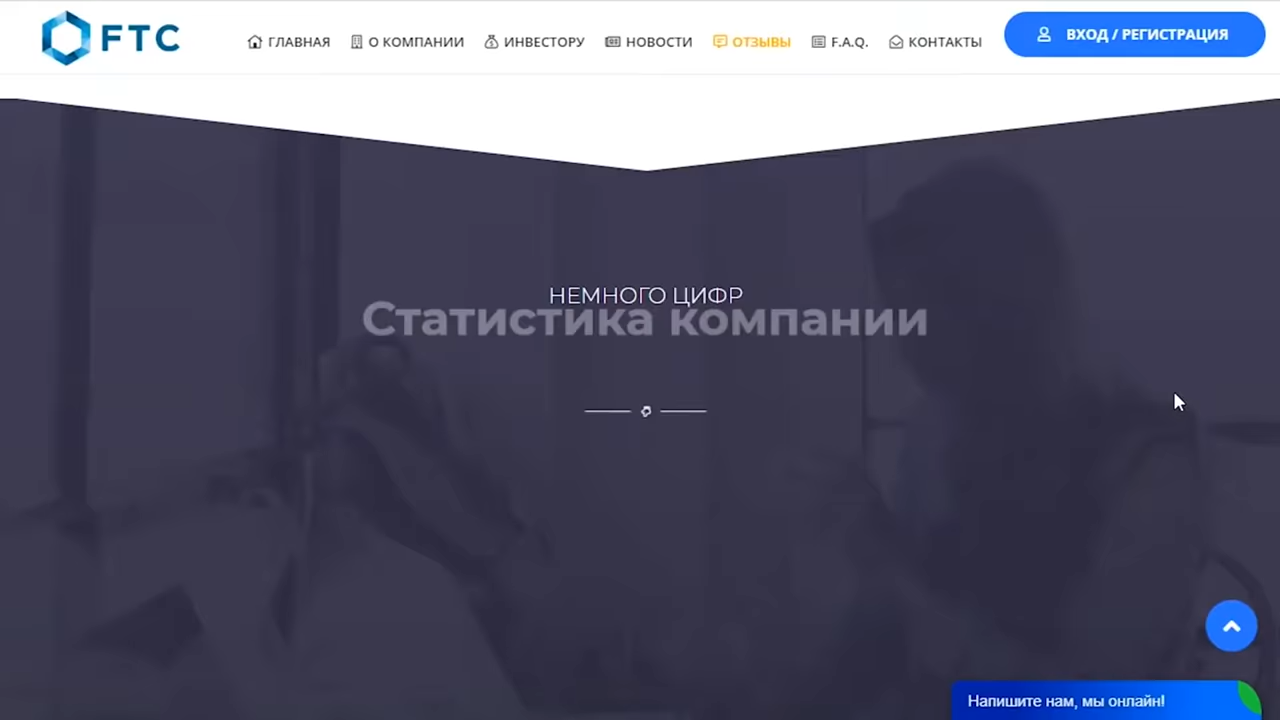 FTC
ГЛАВНАЯ
О КОМПАНИИ
ИНВЕСТОРУ
НОВОСТИ
ОТЗЫВЫ
F.A.Q.
КОНТАКТЫ
ВХОД / РЕГИСТРАЦИЯ
НЕМНОГО ЦИФР
Статистика компании
Напишите нам, мы онлайн!